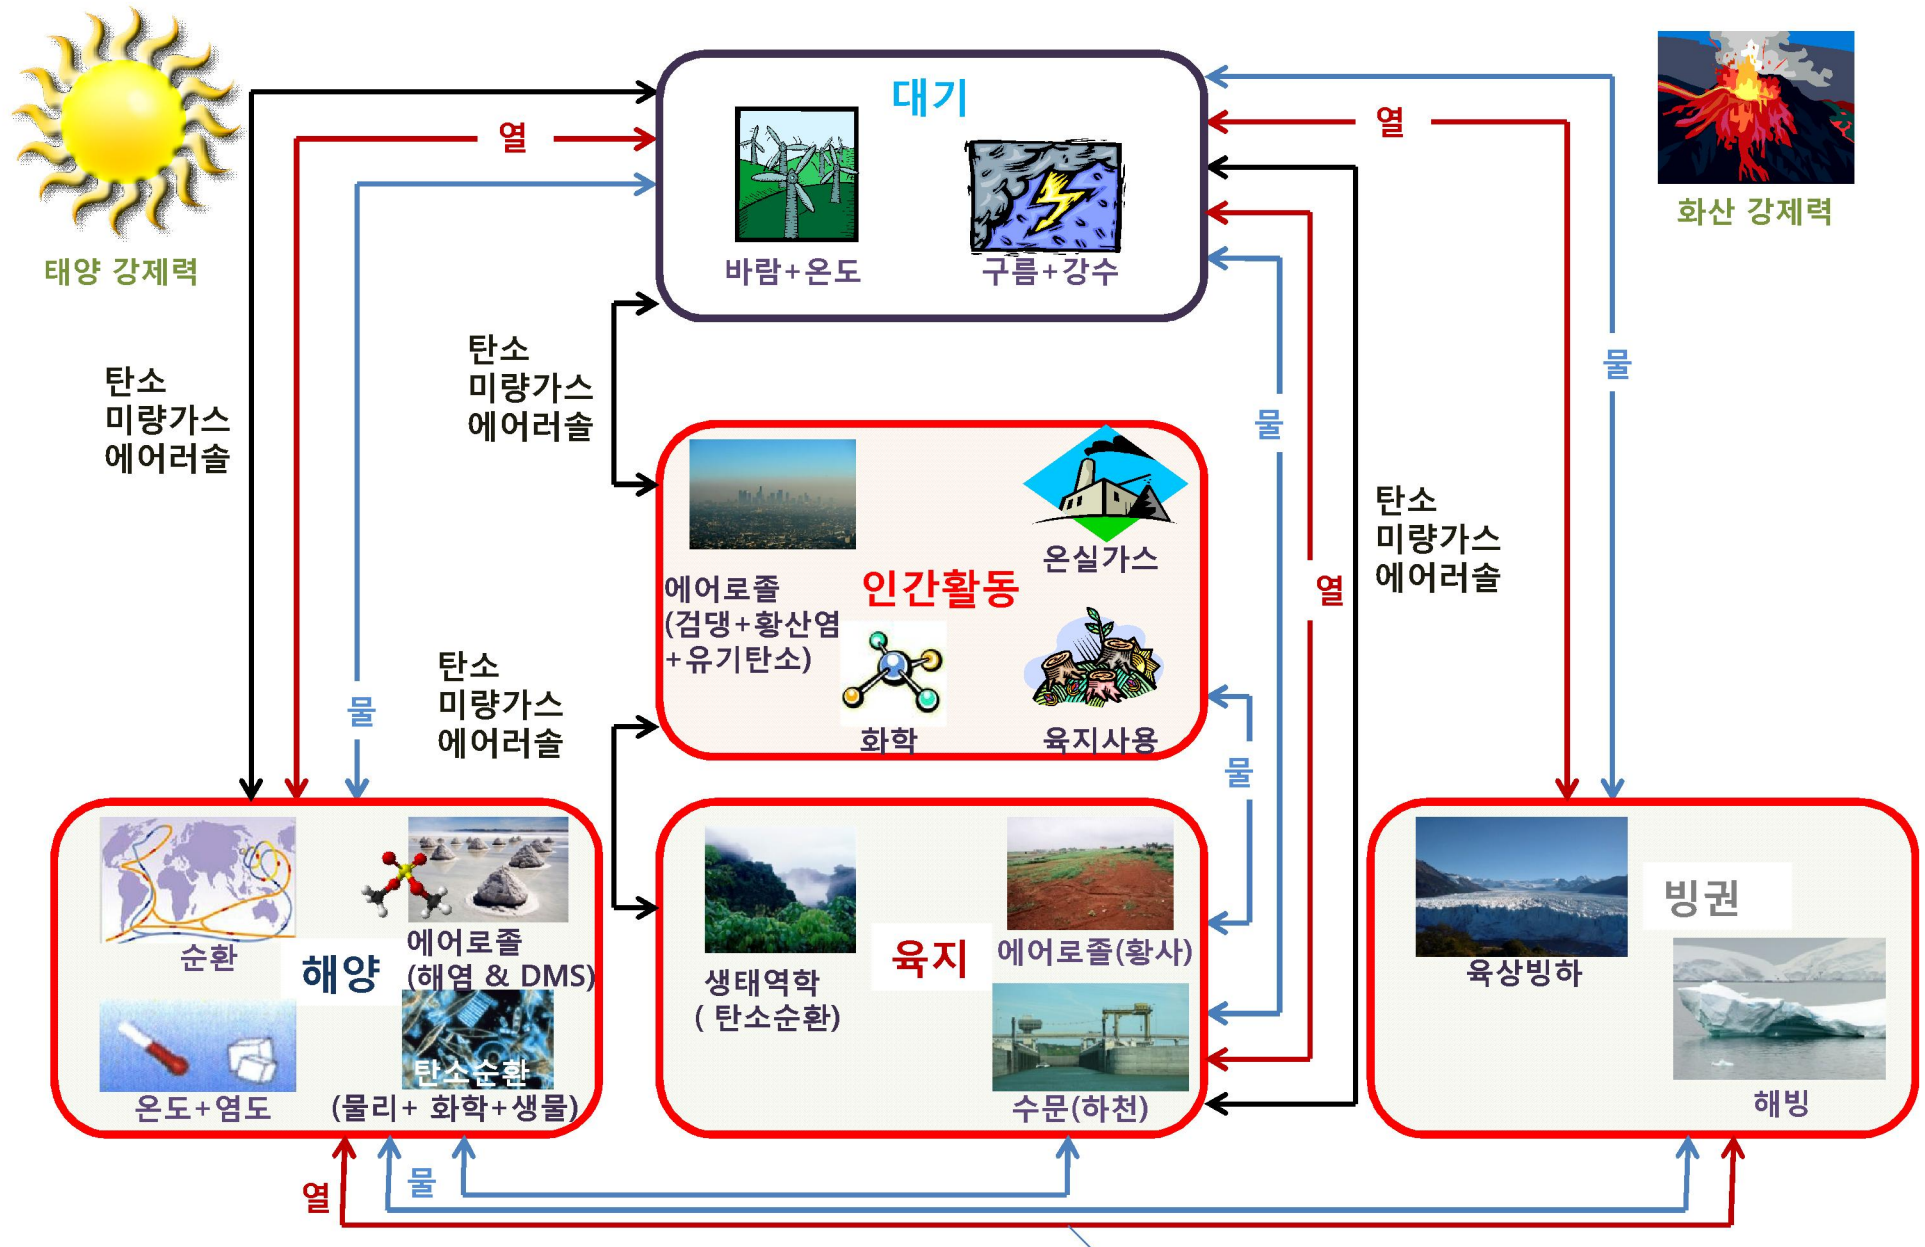 대기
열
열
화산 강제력
태양 강제력
바람+온도
구름+강수
탄소
미량가스
에어러솔
탄소
미량가스
에어러솔
물
물
탄소
미량가스
에어러솔
온실가스
에어로졸
(검댕+황산염
+유기탄소)
인간활동
열
탄소
미량가스
에어러솔
물
화학
육지사용
물
순환
에어로졸
(해염 & DMS)
해양
온도+염도
탄소순환
(물리+ 화학+생물)
생태역학
( 탄소순환)
육지
에어로졸(황사)
수문(하천)
빙권
육상빙하
해빙
열
물